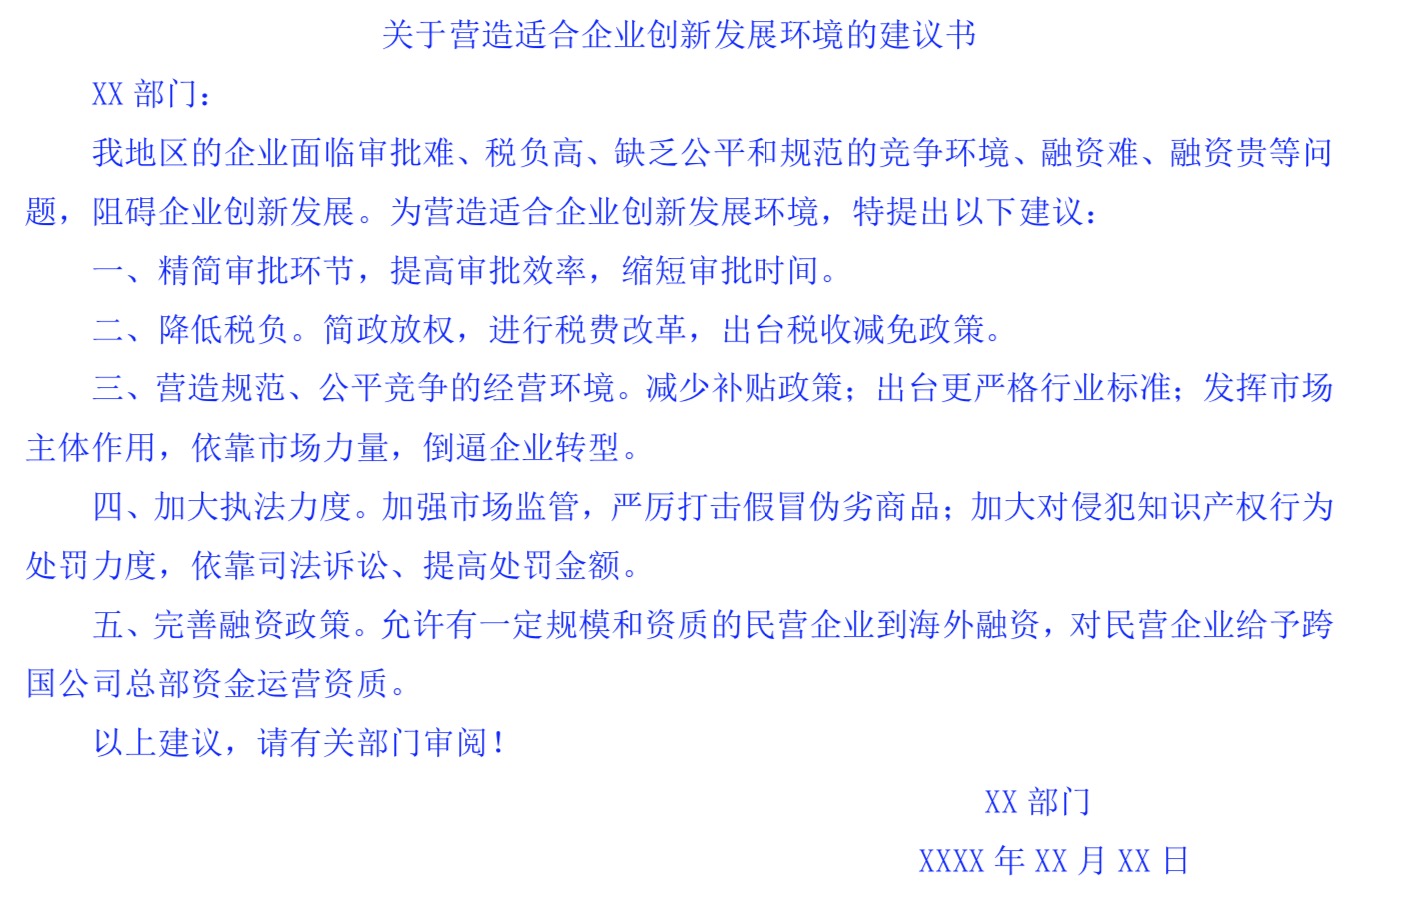 关于营造适合企业创新发展环境的建议书
XX 部门：
我地区的企业面临审批难、税负高、缺乏公平和规范的竞争环境、融资难、融资贵等问
题，阻碍企业创新发展。为营造适合企业创新发展环境，特提出以下建议：
一、精简审批环节，提高审批效率，缩短审批时间。
二、降低税负。简政放权，进行税费改革，出台税收减免政策。
三、营造规范、公平竞争的经营环境。减少补贴政策；出台更严格行业标准；发挥市场
主体作用，依靠市场力量，倒逼企业转型。
四、加大执法力度。加强市场监管，严厉打击假冒伪劣商品；加大对侵犯知识产权行为
处罚力度，依靠司法诉讼、提高处罚金额。
五、完善融资政策。允许有一定规模和资质的民营企业到海外融资，对民营企业给予跨
国公司总部资金运营资质。
以上建议，请有关部门审阅！
XX 部门
XXXX 年 XX 月 XX 日